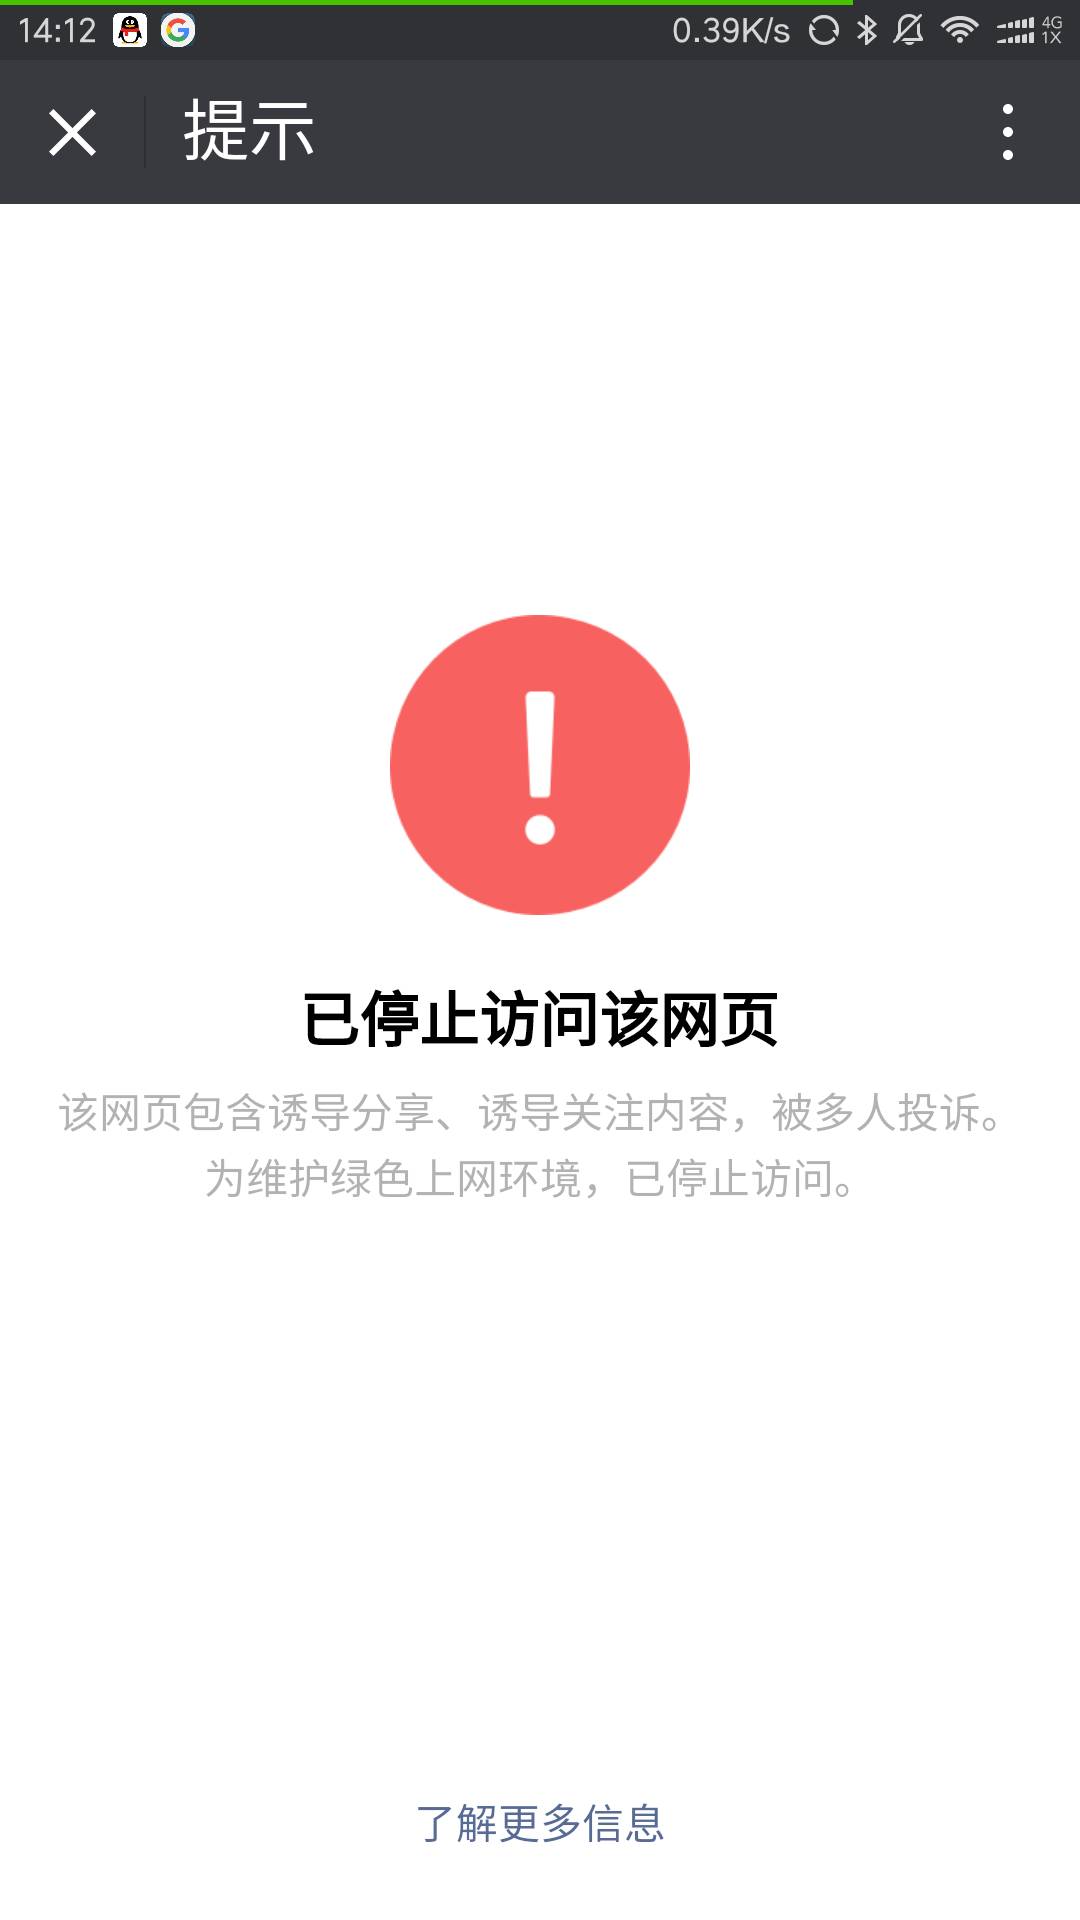 14:12
0.39K/s
4G
1X
提示
已停止访问该网页
该网页包含诱导分享、诱导关注内容，被多人投诉。
为维护绿色上网环境，已停止访问。
了解更多信息